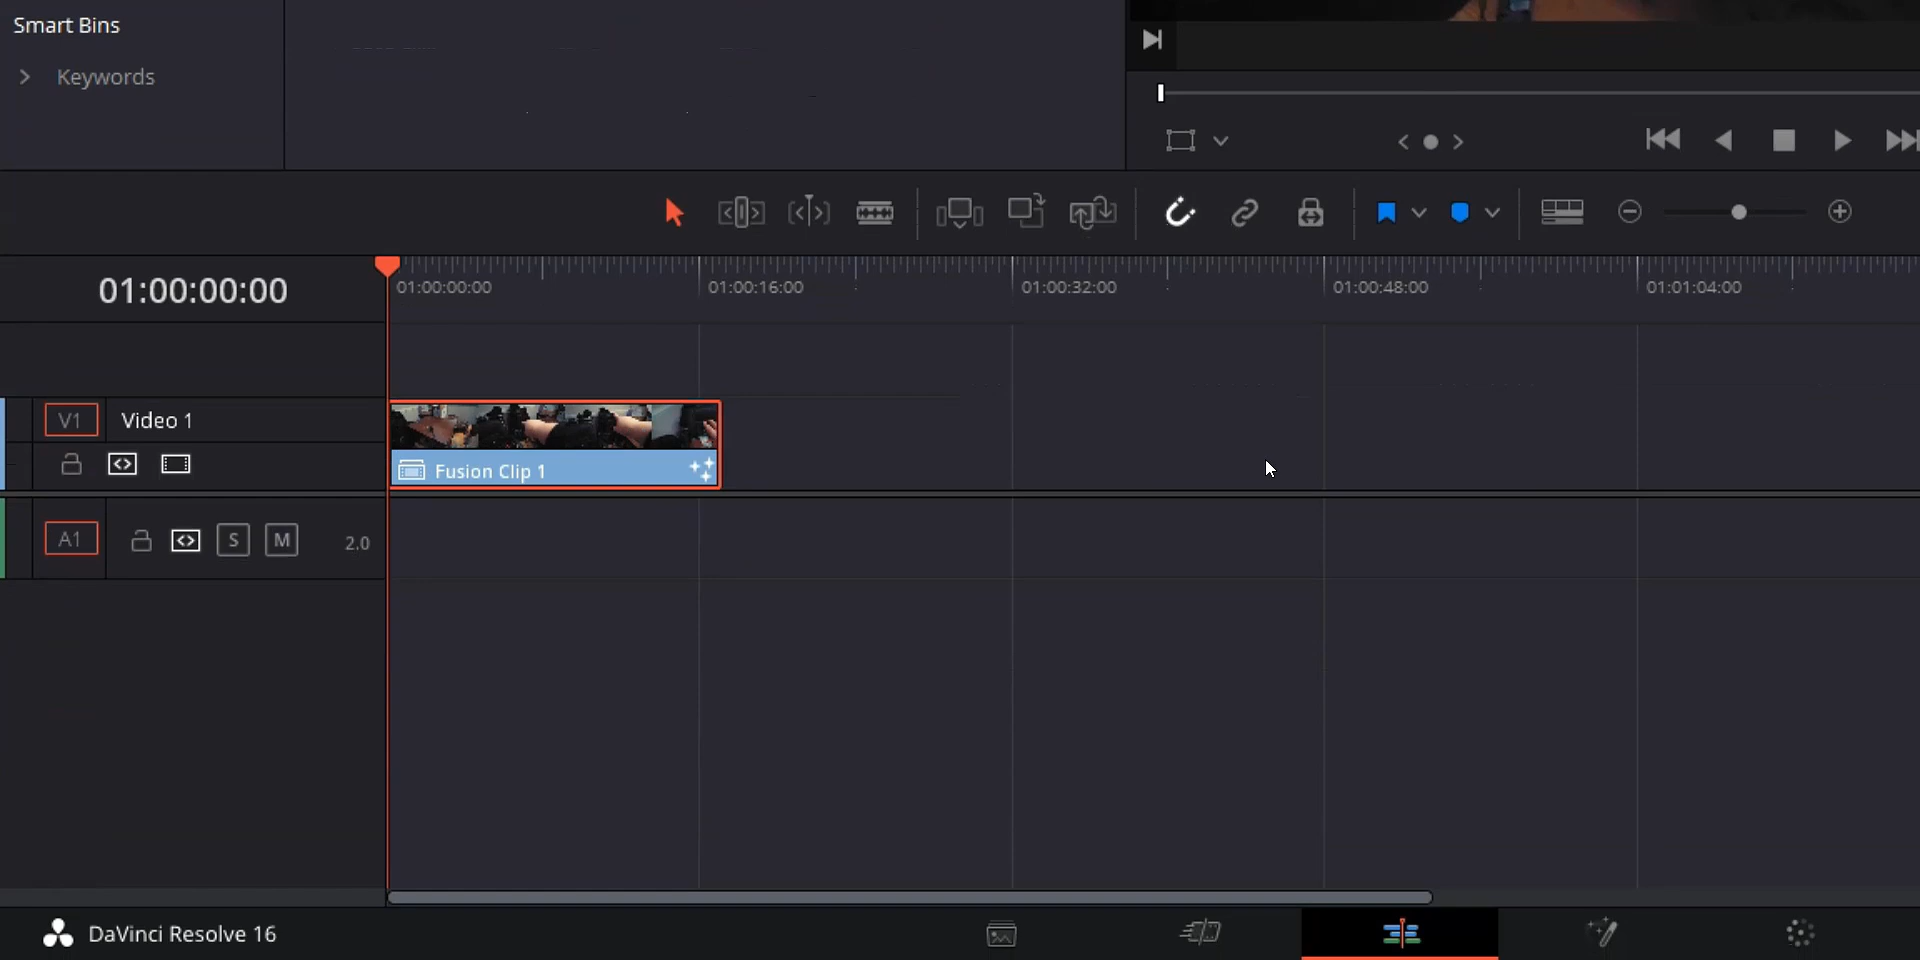 Smart Bins
Keywords
01:00:00:00
01:00:00:00
01:00:16:00
01:00:32:00
01:00:48:00
01:01:04:00
V1
Video 1
Fusion Clip 1
A1
S
M
2.0
DaVinci Resolve 16